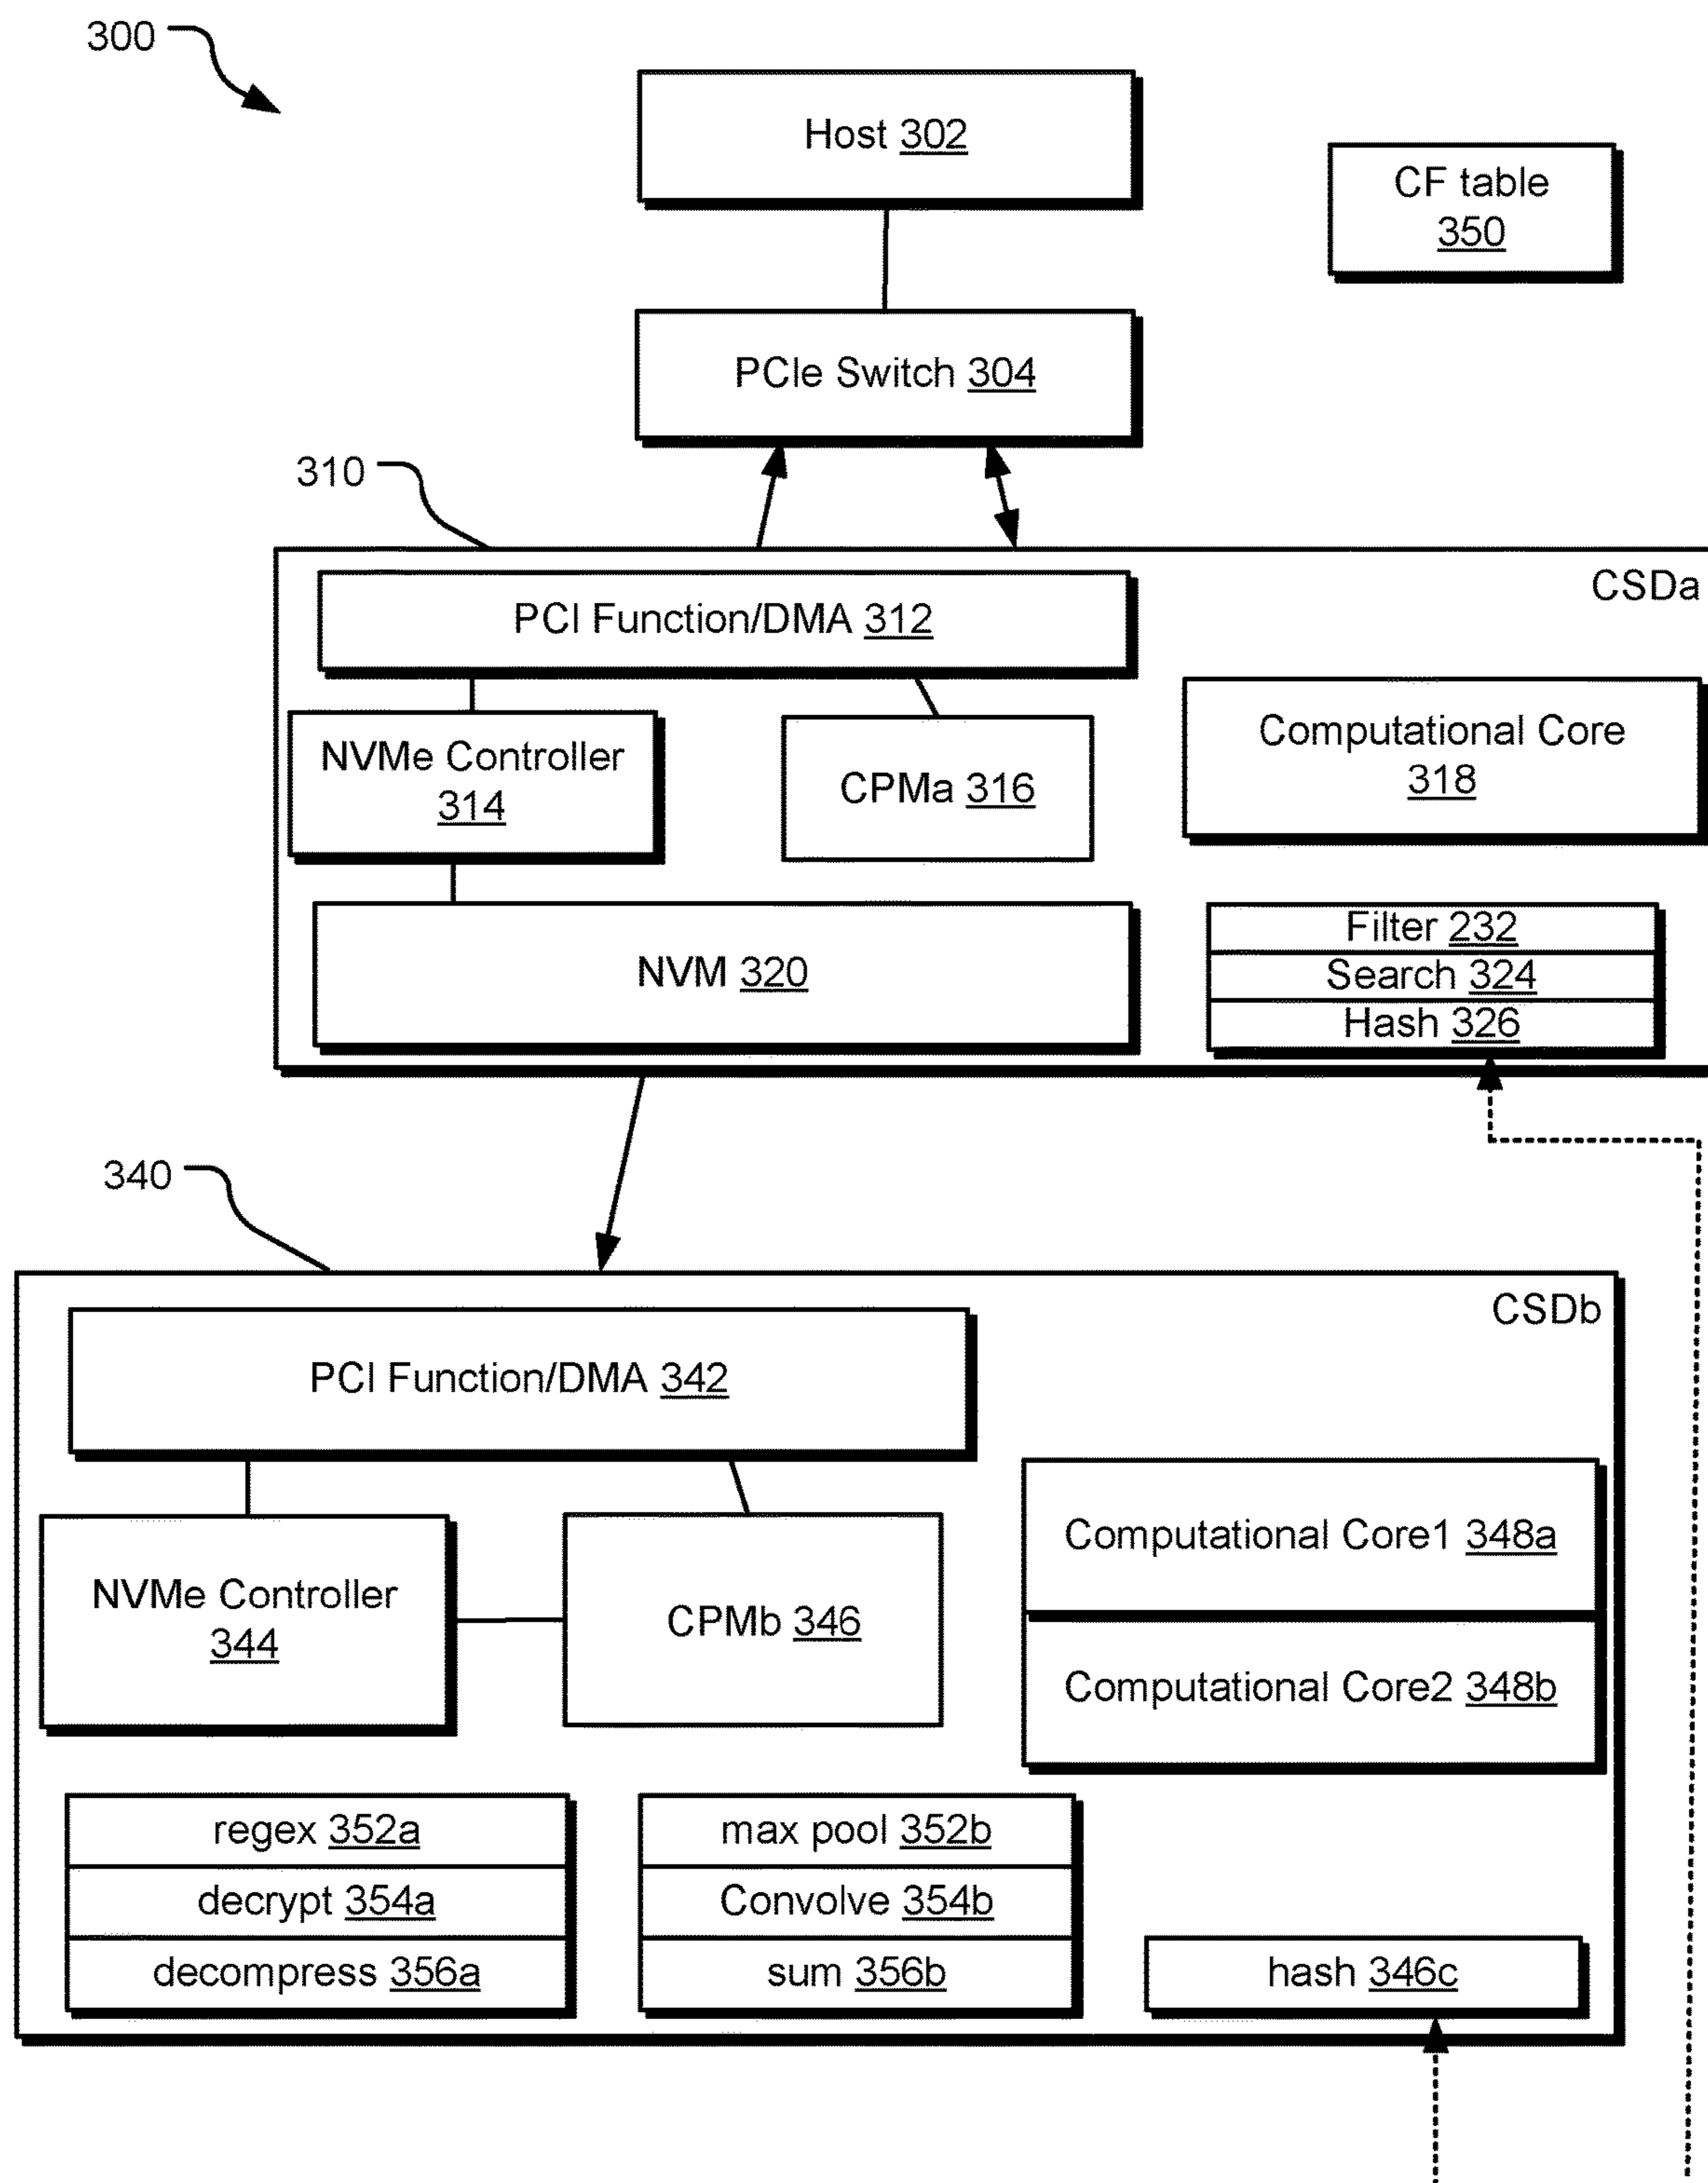 300
Host 302
CF table
350
PCIe Switch 304
310
CSDa
PCI Function/DMA 312
NVMe Controller
314
CPMa 316
Computational Core
318
NVM 320
Filter 232
Search 324
Hash 326
340
CSDb
PCI Function/DMA 342
NVMe Controller
344
CPMb 346
Computational Core1 348a
Computational Core2 348b
regex 352a
decrypt 354a
decompress 356a
max pool 352b
Convolve 354b
sum 356b
hash 346c